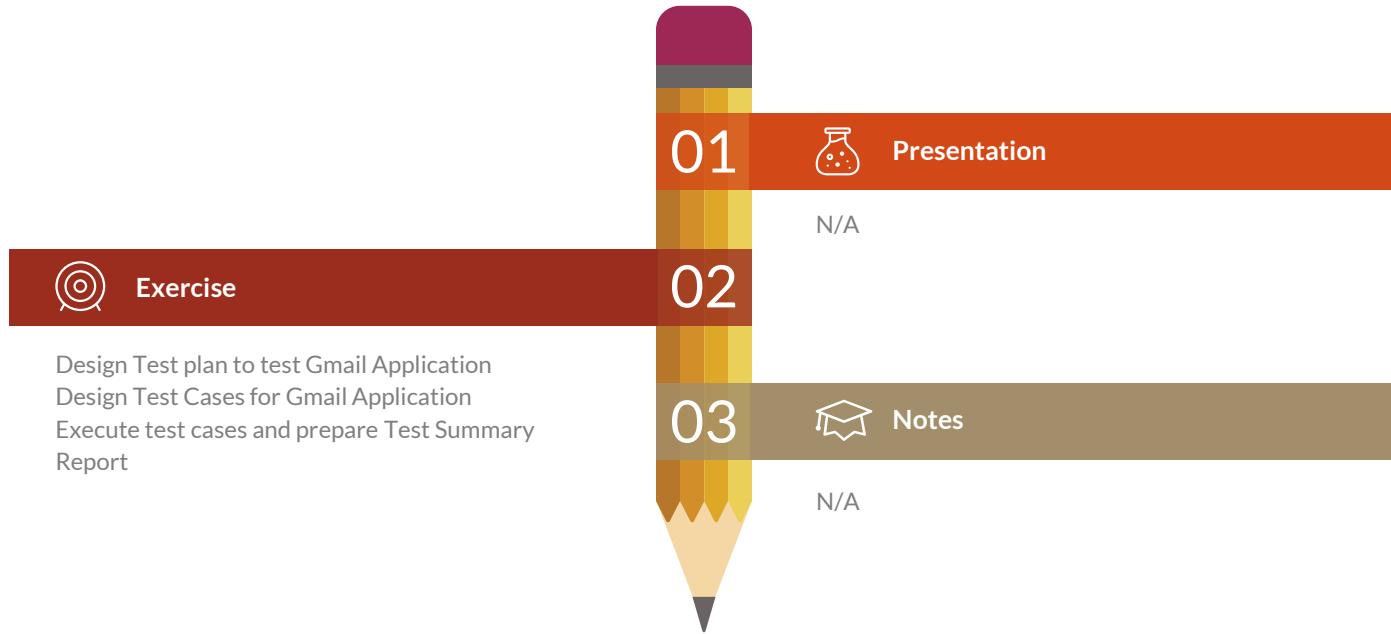 01
Presentation
N/A
02
Exercise
Design Test plan to test Gmail Application
Design Test Cases for Gmail Application
Execute test cases and prepare Test Summary
Report
03
Notes
N/A